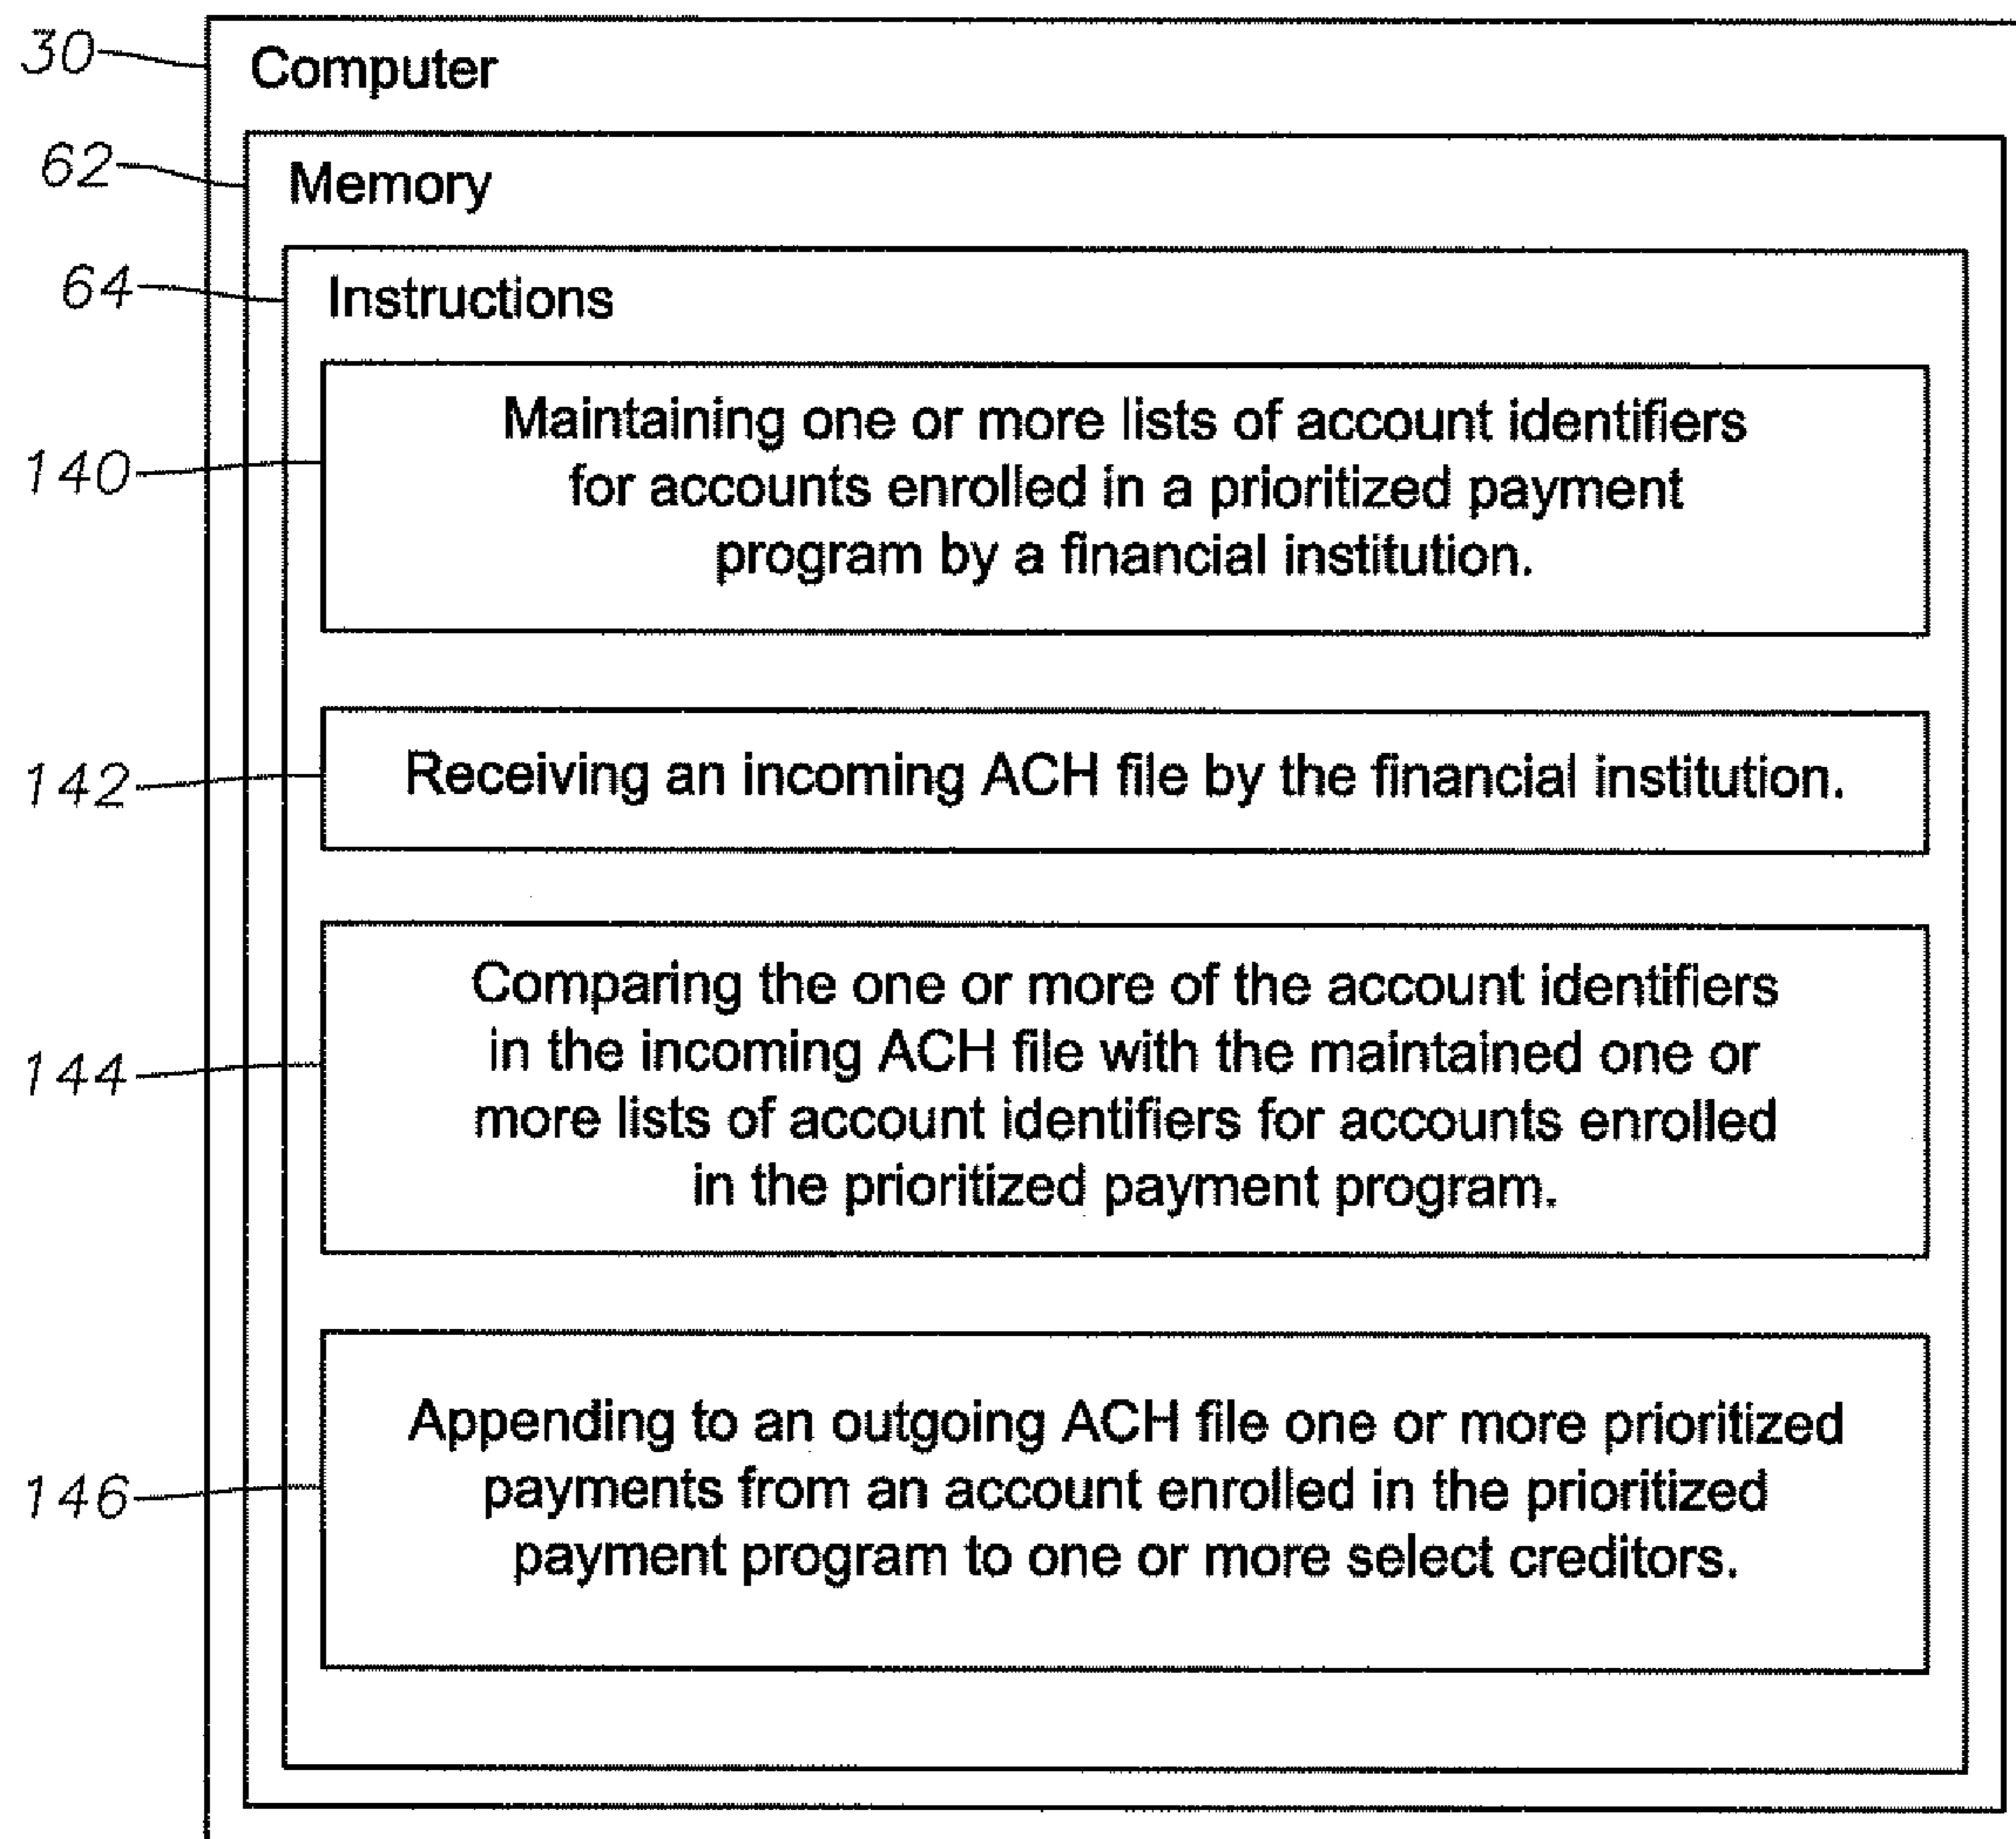 30
Computer
62
Memory
64
Instructions
140
Maintaining one or more lists of account identifiers
for accounts enrolled in a prioritized payment
program by a financial institution.
142
Receiving an incoming ACH file by the financial institution.
144
Comparing the one or more of the account identifiers
in the incoming ACH file with the maintained one or
more lists of account identifiers for accounts enrolled
in the prioritized payment program.
146
Appending to an outgoing ACH file one or more prioritized
payments from an account enrolled in the prioritized
payment program to one or more select creditors.